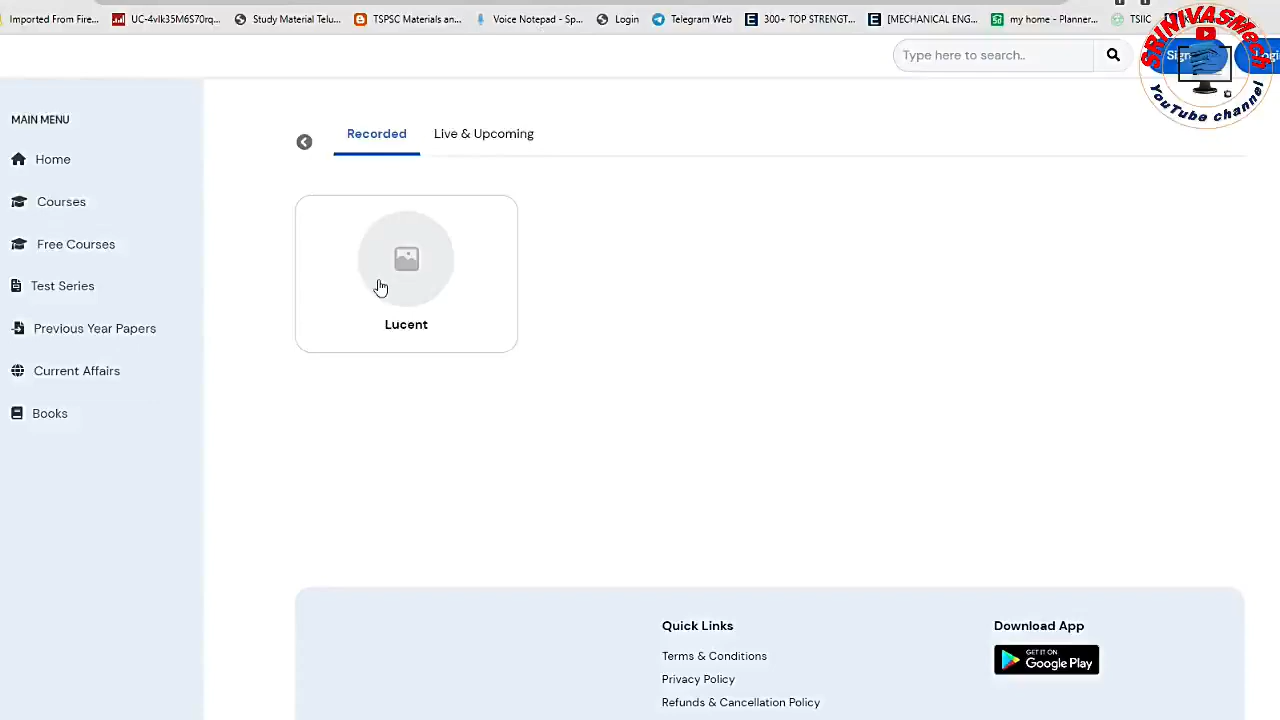 Imported From Fire...
UC-4vIk35M6S70rq...
Study Material Telu...
TSPSC Materials an...
Voice Notepad - Sp...
Login
Telegram Web
300+ TOP STRENGT...
[MECHANICAL ENG...
my home - Planner...
TSIIC
Type here to search..
SRINIVASMech
YouTube channel
MAIN MENU
Home
Courses
Free Courses
Test Series
Previous Year Papers
Current Affairs
Books
Recorded
Live & Upcoming
Lucent
Quick Links
Terms & Conditions
Privacy Policy
Refunds & Cancellation Policy
Download App
GET IT ON
Google Play